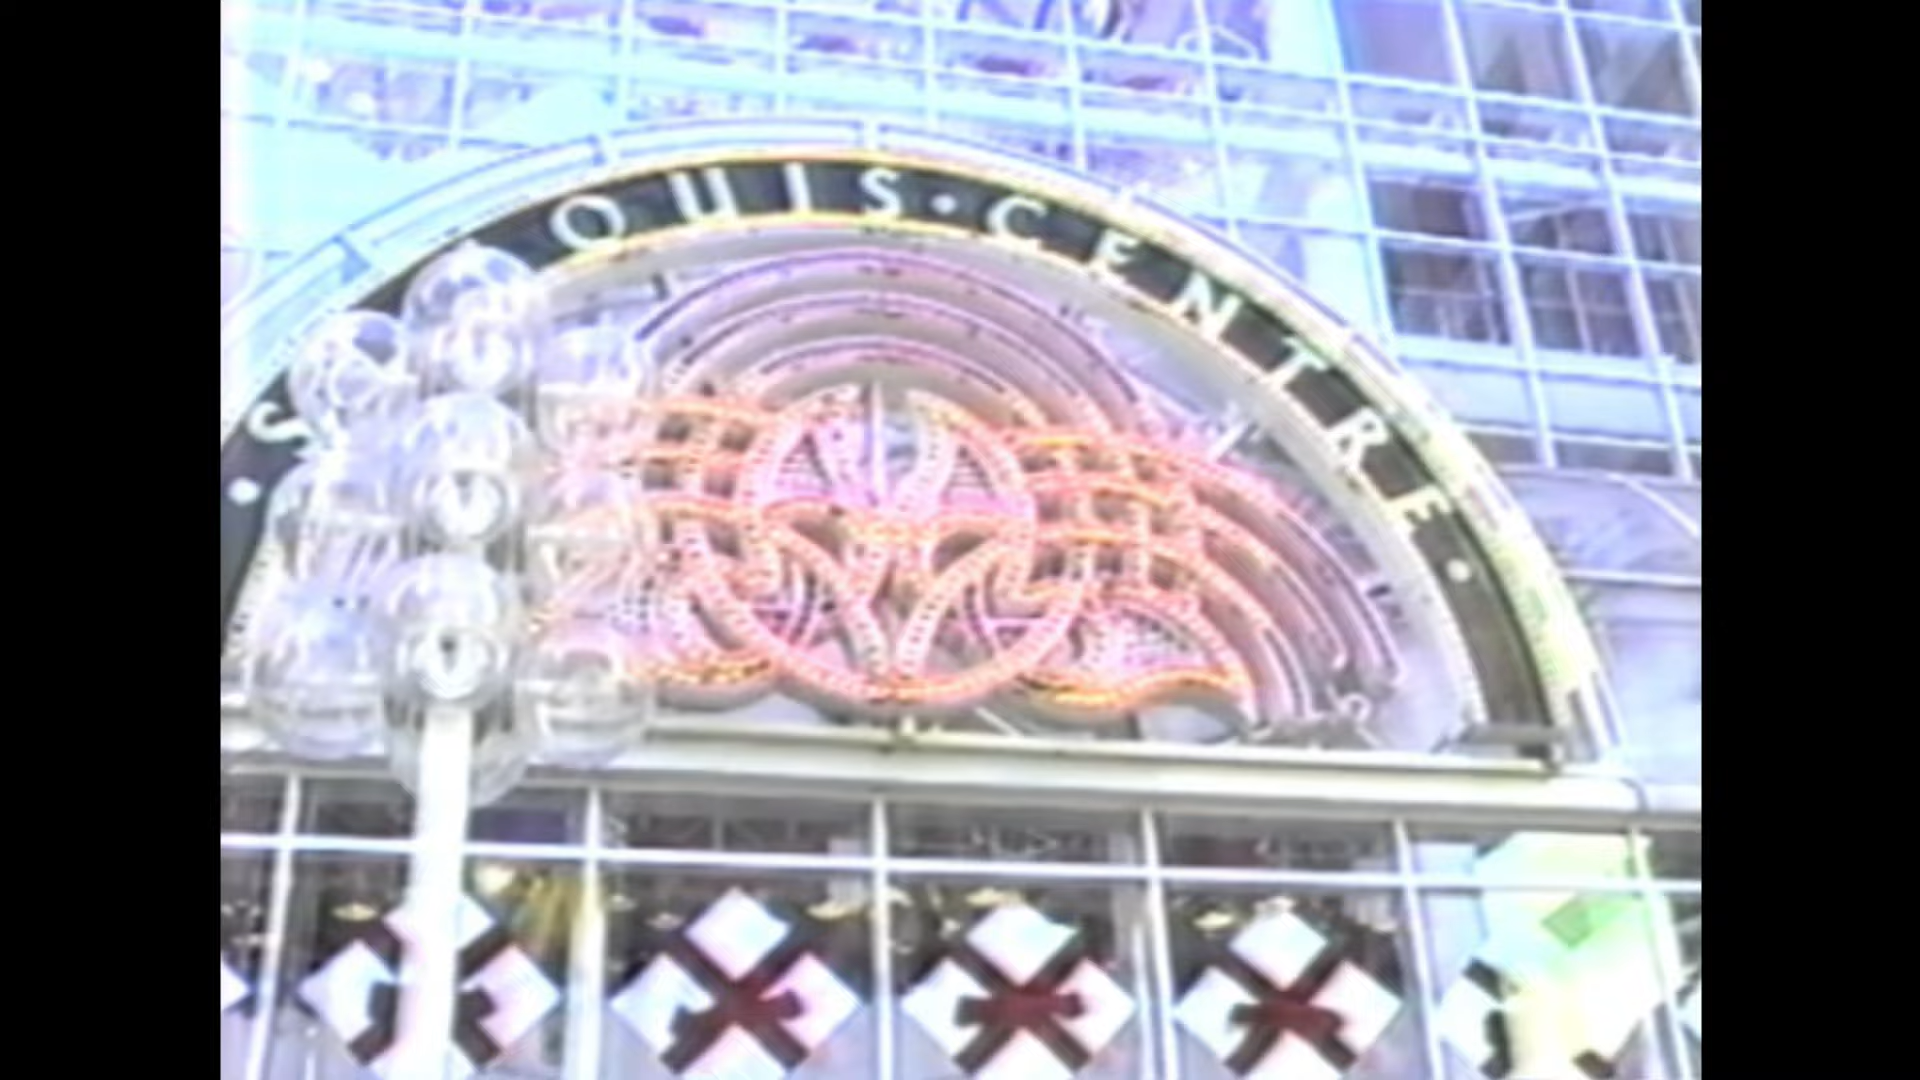 · S OUIS · CENTRE ·